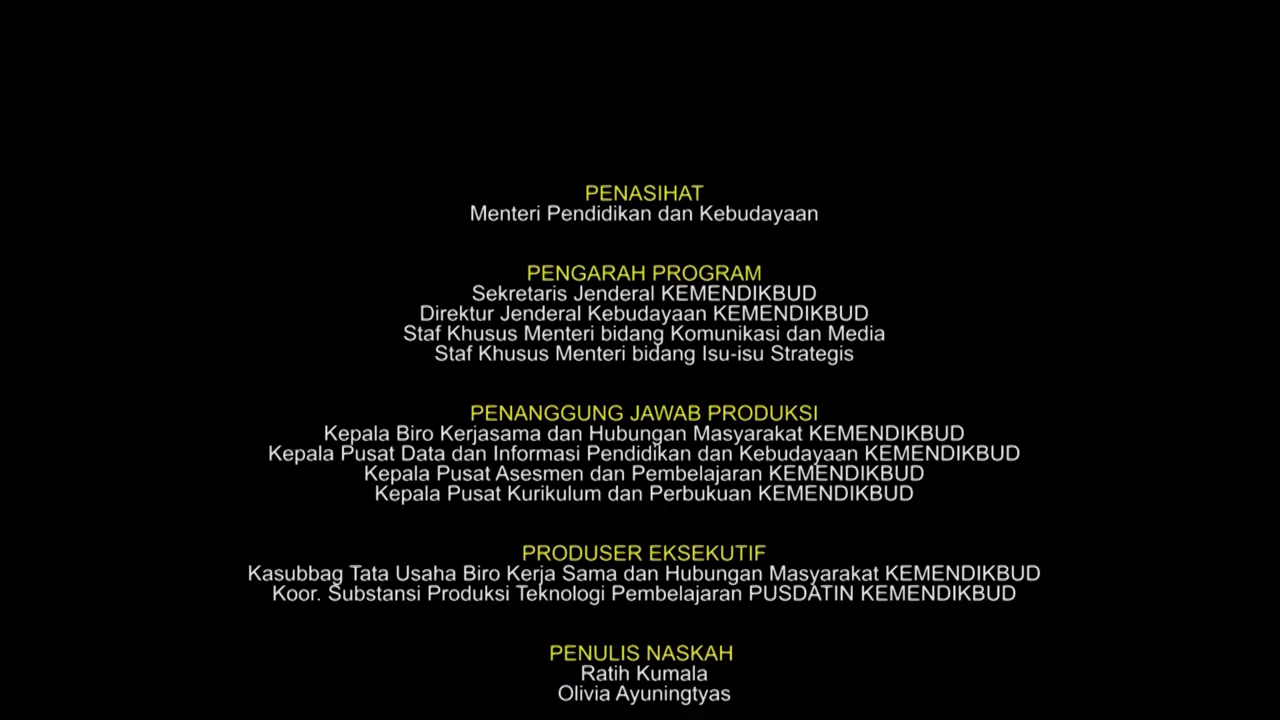 PENASIHAT
Menteri Pendidikan dan Kebudayaan
PENGARAH PROGRAM
Sekretaris Jenderal KEMENDIKBUD
Direktur Jenderal Kebudayaan KEMENDIKBUD
Staf Khusus Menteri bidang Komunikasi dan Media
Staf Khusus Menteri bidang Isu-isu Strategis
PENANGGUNG JAWAB PRODUKSI
Kepala Biro Kerjasama dan Hubungan Masyarakat KEMENDIKBUD
Kepala Pusat Data dan Informasi Pendidikan dan Kebudayaan KEMENDIKBUD
Kepala Pusat Asesmen dan Pembelajaran KEMENDIKBUD
Kepala Pusat Kurikulum dan Perbukuan KEMENDIKBUD
PRODUSER EKSEKUTIF
Kasubbag Tata Usaha Biro Kerja Sama dan Hubungan Masyarakat KEMENDIKBUD
Koor. Substansi Produksi Teknologi Pembelajaran PUSDATIN KEMENDIKBUD
PENULIS NASKAH
Ratih Kumala
Olivia Ayuningtyas